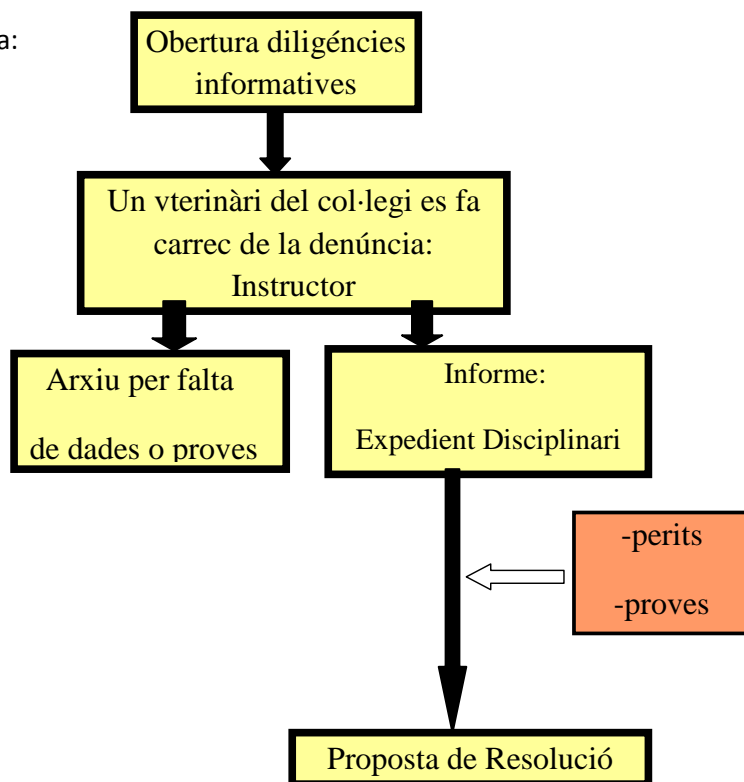 a:
Obertura diligéncies
informatives
Un vterinàri del col·legi es fa
carrec de la denúncia:
Instructor
Arxiu per falta
de dades o proves
Informe:
Expedient Disciplinari
-perits
-proves
Proposta de Resolució